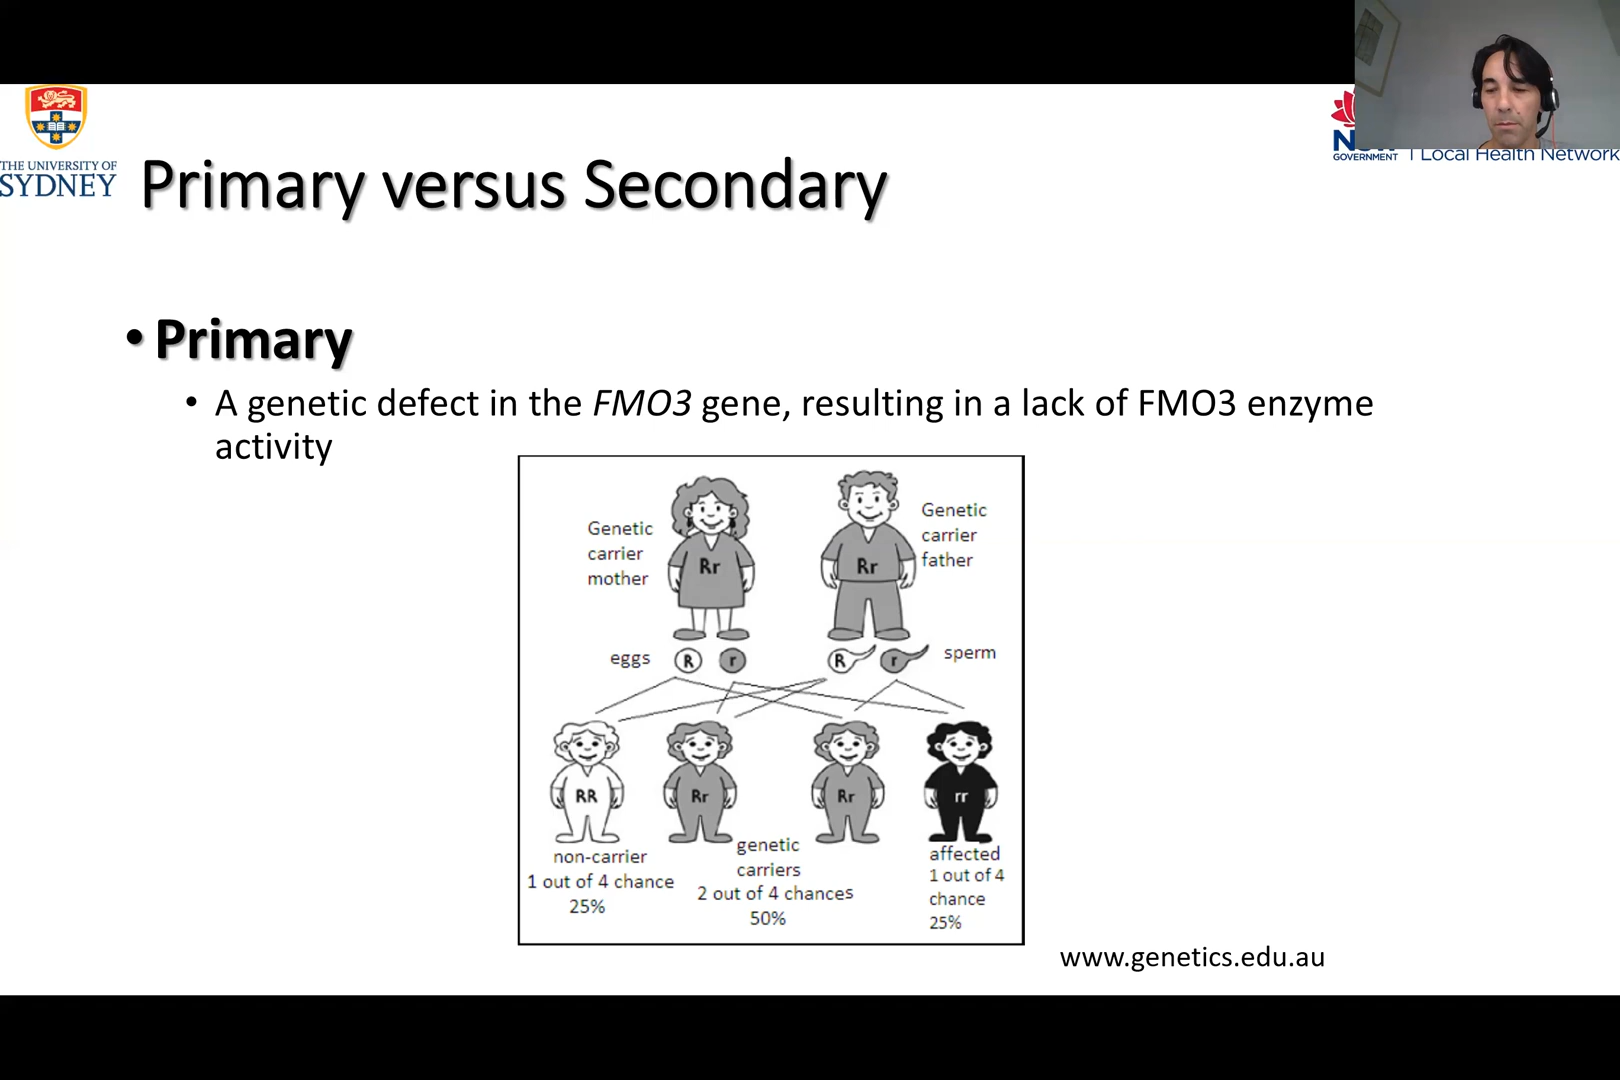 THE UNIVERSITY OF
SYDNEY
GOVERNMENT
Local Health Network
Primary versus Secondary
• Primary
• A genetic defect in the FMO3 gene, resulting in a lack of FMO3 enzyme
activity
Genetic
carrier
mother
Rr
Rr
Genetic
carrier
father
eggs R r R r sperm
RR Rr Rr rr
non-carrier
1 out of 4 chance
25%
genetic
carriers
2 out of 4 chances
50%
affected
1 out of 4
chance
25%
www.genetics.edu.au